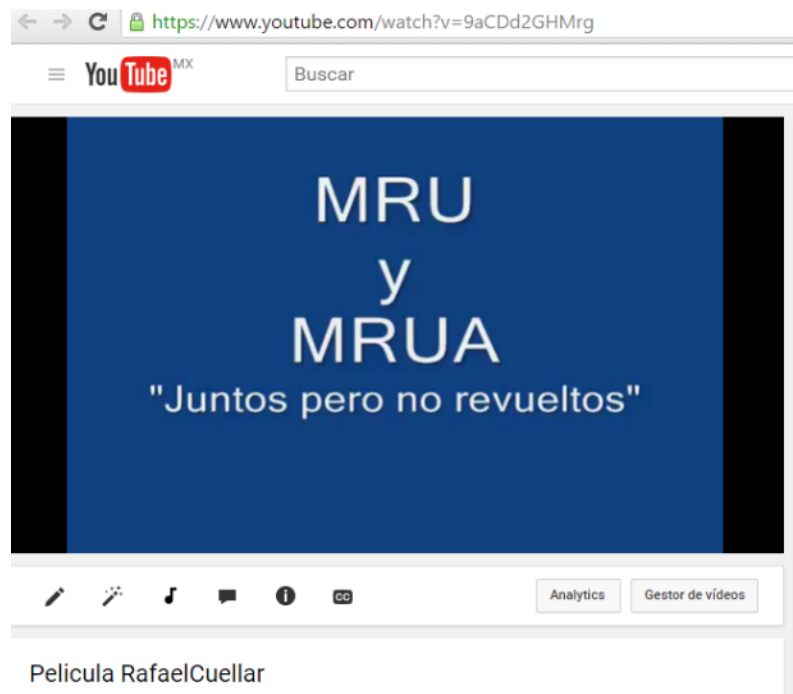 https://www.youtube.com/watch?v=9aCDd2GHMrg
YouTube MX
Buscar
MRU
y
MRUA
"Juntos pero no revueltos"
cc
Analytics
Gestor de vídeos
Pelicula RafaelCuellar